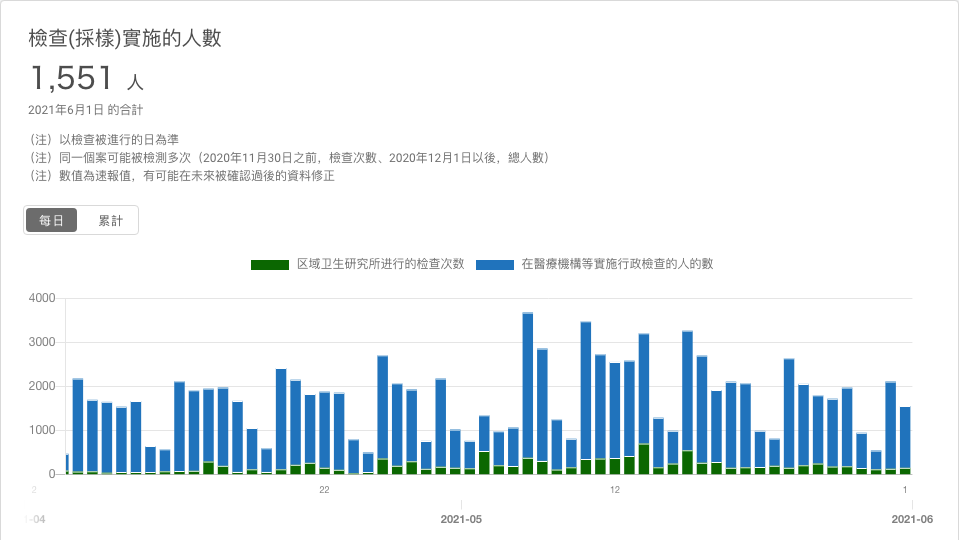 檢查(採樣)實施的人數
1,551 人
2021年6月1日 的合計
（注）以檢查被進行的日為準
（注）同一個案可能被檢測多次（2020年11月30日之前，檢查次數、2020年12月1日以後，總人數）
（注）數值為速報值，有可能在未來被確認過後的資料修正
每日 累計
区域卫生研究所进行的检查次数 在醫療機構等實施行政檢查的人的數
4000
3000
2000
1000
0
2 22 12 1
-04 2021-05 2021-06